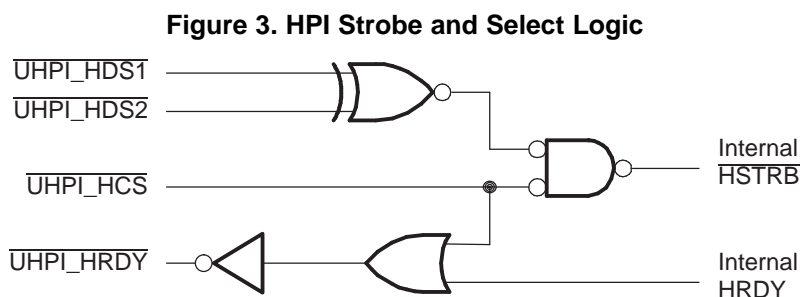 Figure 3. HPI Strobe and Select Logic
UHPI_HDS1
UHPI_HDS2
UHPI_HCS
UHPI_HRDY
Internal
HSTRB
Internal
HRDY